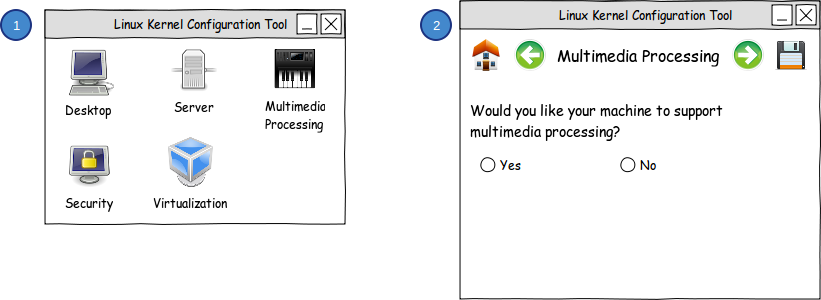 1
Linux Kernel Configuration Tool
Desktop
Server
Multimedia
Processing
Security
Virtualization
2
Linux Kernel Configuration Tool
Multimedia Processing
Would you like your machine to support
multimedia processing?
Yes
No